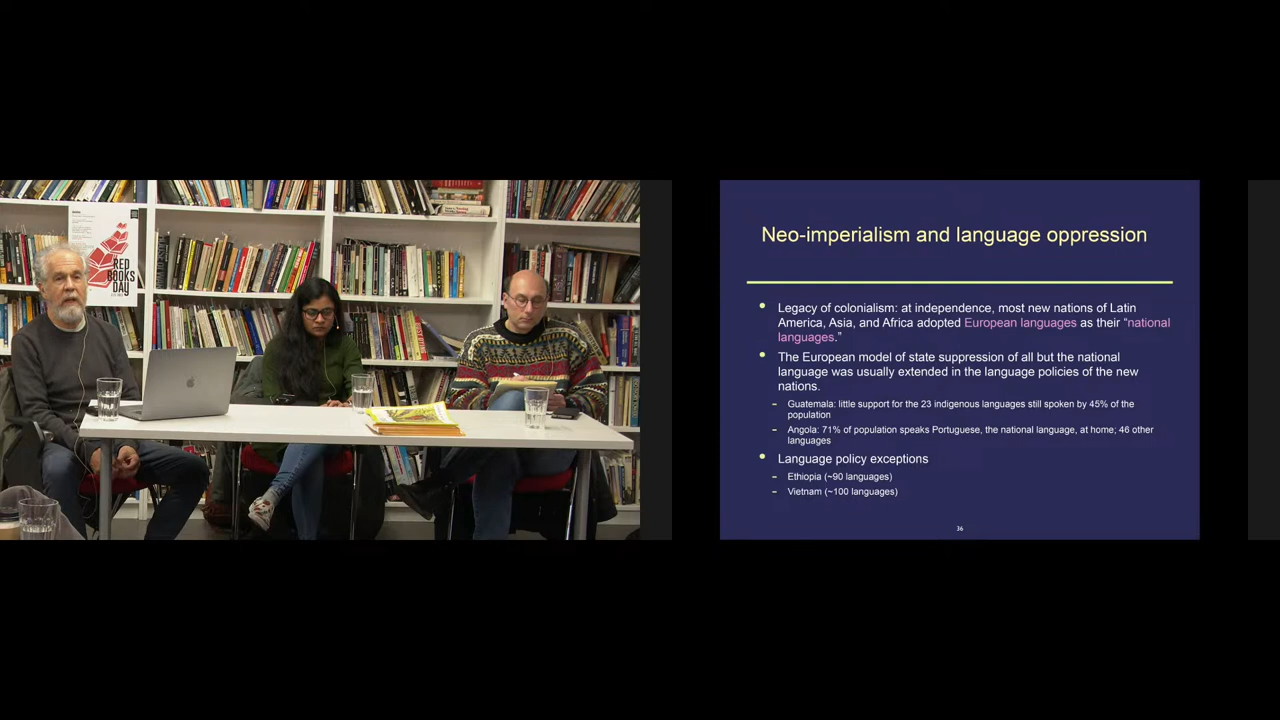 RED
BOOKS
DAY
Neo-imperialism and language oppression
• Legacy of colonialism: at independence, most new nations of Latin
America, Asia, and Africa adopted European languages as their “national
languages.”
• The European model of state suppression of all but the national
language was usually extended in the language policies of the new
nations.
– Guatemala: little support for the 23 indigenous languages still spoken by 45% of the
population
– Angola: 71% of population speaks Portuguese, the national language, at home; 46 other
languages
• Language policy exceptions
– Ethiopia (~90 languages)
– Vietnam (~100 languages)
36